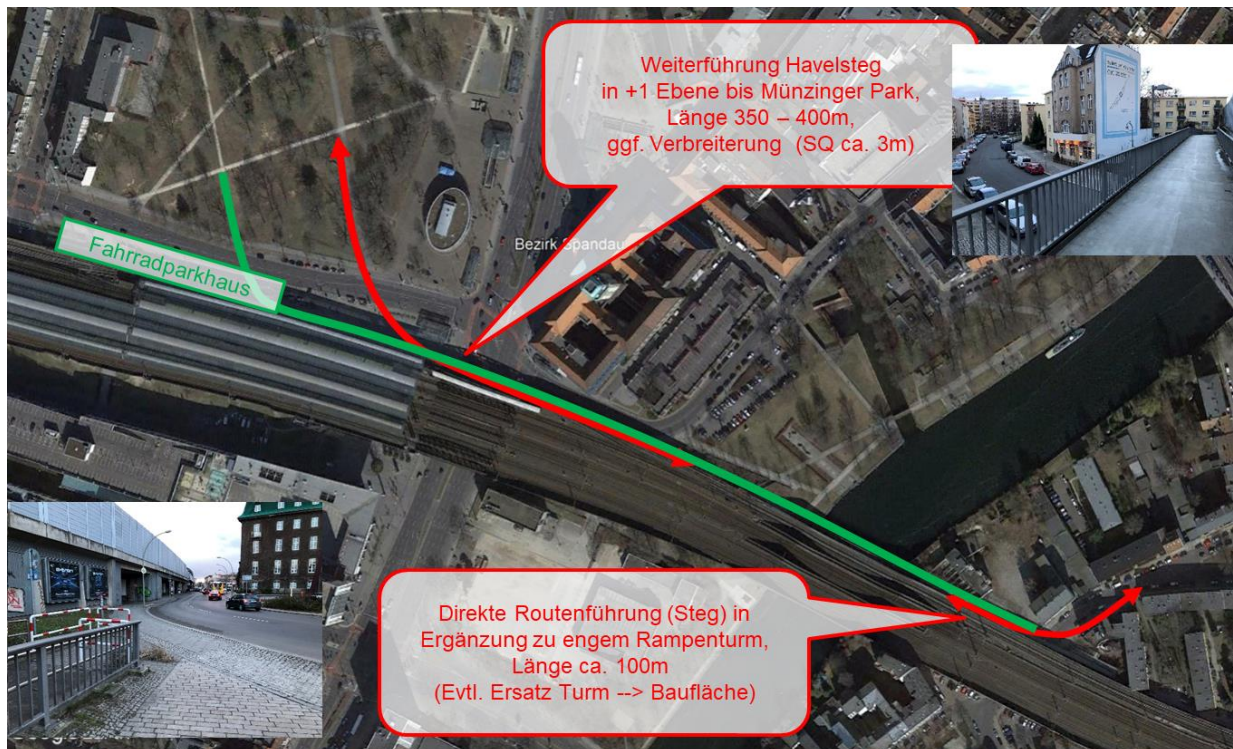 Weiterführung Havelsteg
in +1 Ebene bis Münzinger Park,
Länge 350 – 400m,
ggf. Verbreiterung (SQ ca. 3m)
Bezirk Spandau
Fahrradparkhaus
Direkte Routenführung (Steg) in
Ergänzung zu engem Rampenturm,
Länge ca. 100m
(Evtl. Ersatz Turm --> Baufläche)